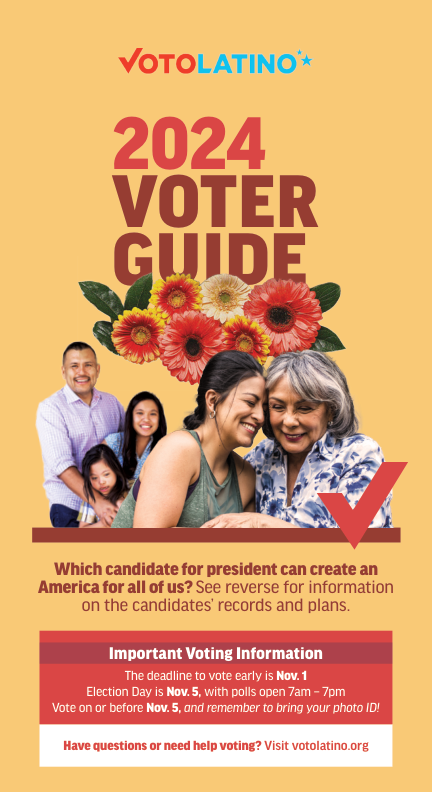 VOTOLATINO
2024
VOTER
GUIDE
Which candidate for president can create an
America for all of us? See reverse for information
on the candidates' records and plans.
Important Voting Information
The deadline to vote early is Nov. 1
Election Day is Nov. 5, with polls open 7am – 7pm
Vote on or before Nov. 5, and remember to bring your photo ID!
Have questions or need help voting? Visit votolatino.org